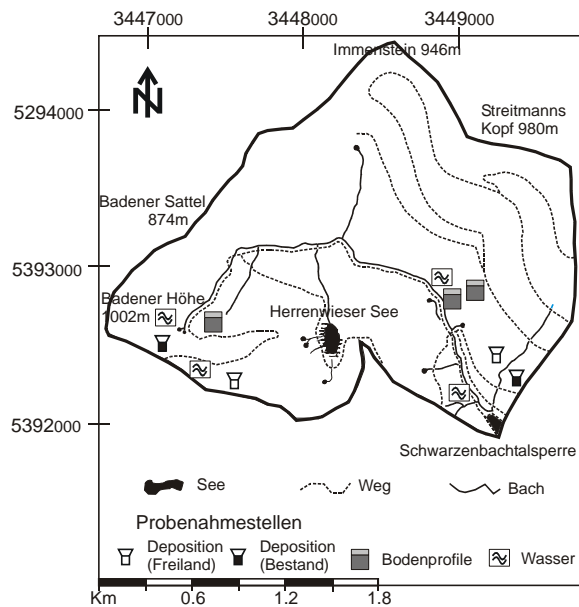 3447000 3448000 3449000
Immenstein 946m
5294000
Streitmanns
Kopf 980m
Badener Sattel
874m
5393000
Badener Höhe
1002m
Herrenwieser See
5392000
Schwarzenbachtalsperre
See Weg Bach
Probenahmestellen
Deposition
(Freiland)
Deposition
(Bestand)
Bodenprofile
Wasser
Km 0.6 1.2 1.8
N